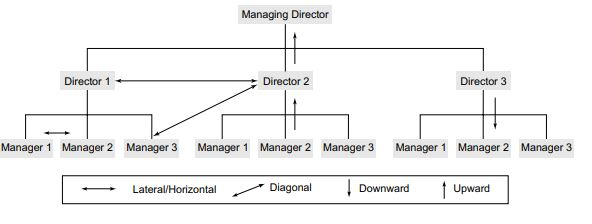 Managing Director
Director 1 Director 2 Director 3
Manager 1 Manager 2 Manager 3 Manager 1 Manager 2 Manager 3 Manager 1 Manager 2 Manager 3
Lateral/Horizontal Diagonal Downward Upward